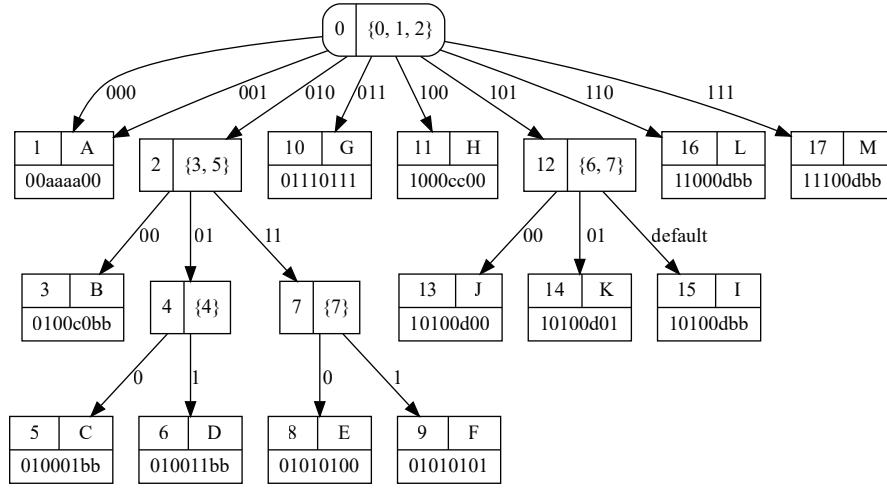 0 {0, 1, 2}
000 001 010 011 100 101 110 111
1 A
00aaaa00
2 {3, 5}
10 G
01110111
11 H
1000cc00
12 {6, 7}
16 L
11000dbb
17 M
11100dbb
00 01 11 00 01 default
3 B
0100c0bb
4 {4}
7 {7}
13 J
10100d00
14 K
10100d01
15 I
10100dbb
0 1 0 1
5 C
010001bb
6 D
010011bb
8 E
01010100
9 F
01010101